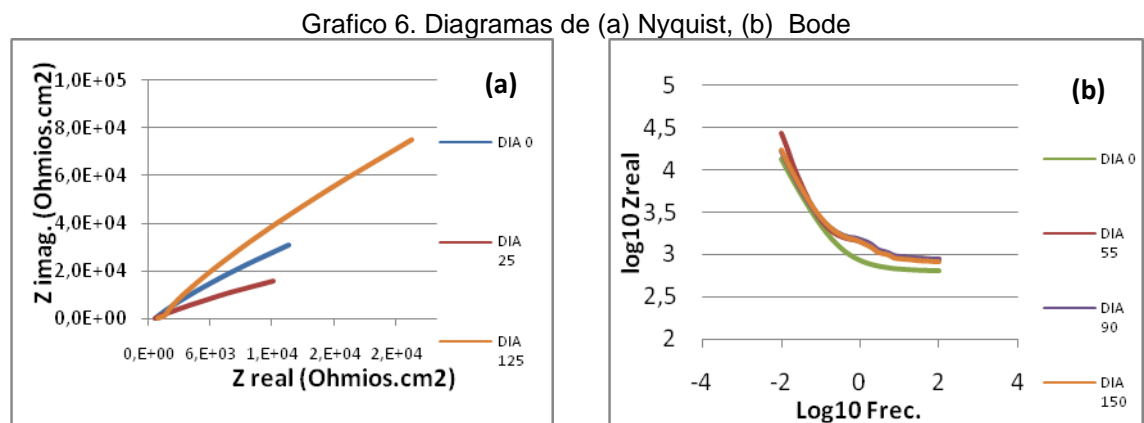 Grafico 6. Diagramas de (a) Nyquist, (b) Bode
(a)
1,0E+05
8,0E+04
6,0E+04
4,0E+04
2,0E+04
0,0E+00
Z imag. (Ohmios.cm2)
0,E+00 6,E+03 1,E+04 2,E+04 2,E+04
Z real (Ohmios.cm2)
DIA 0
DIA
25
DIA
125
(b)
5
4,5
4
3,5
3
2,5
2
log10 Zreal
-4 -2 0 2 4
Log10 Frec.
DIA 0
DIA
55
DIA
90
DIA
150